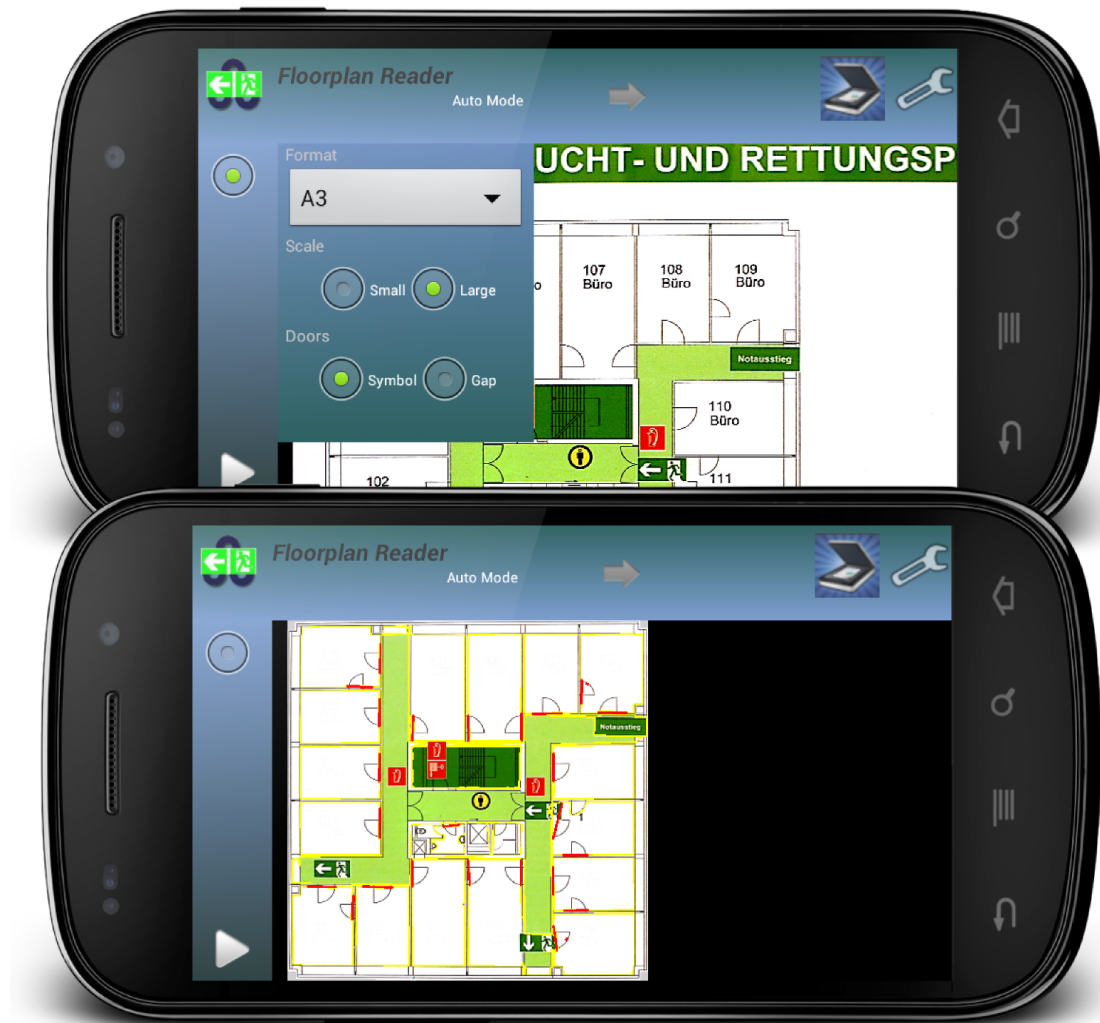 Floorplan Reader
Auto Mode
Format
A3
Scale
Small
Large
Doors
Symbol
Gap
UCHT- UND RETTUNGSP
o
107
Büro
108
Büro
109
Büro
Notausstieg
110
Büro
102
111
Floorplan Reader
Auto Mode
Notausstieg